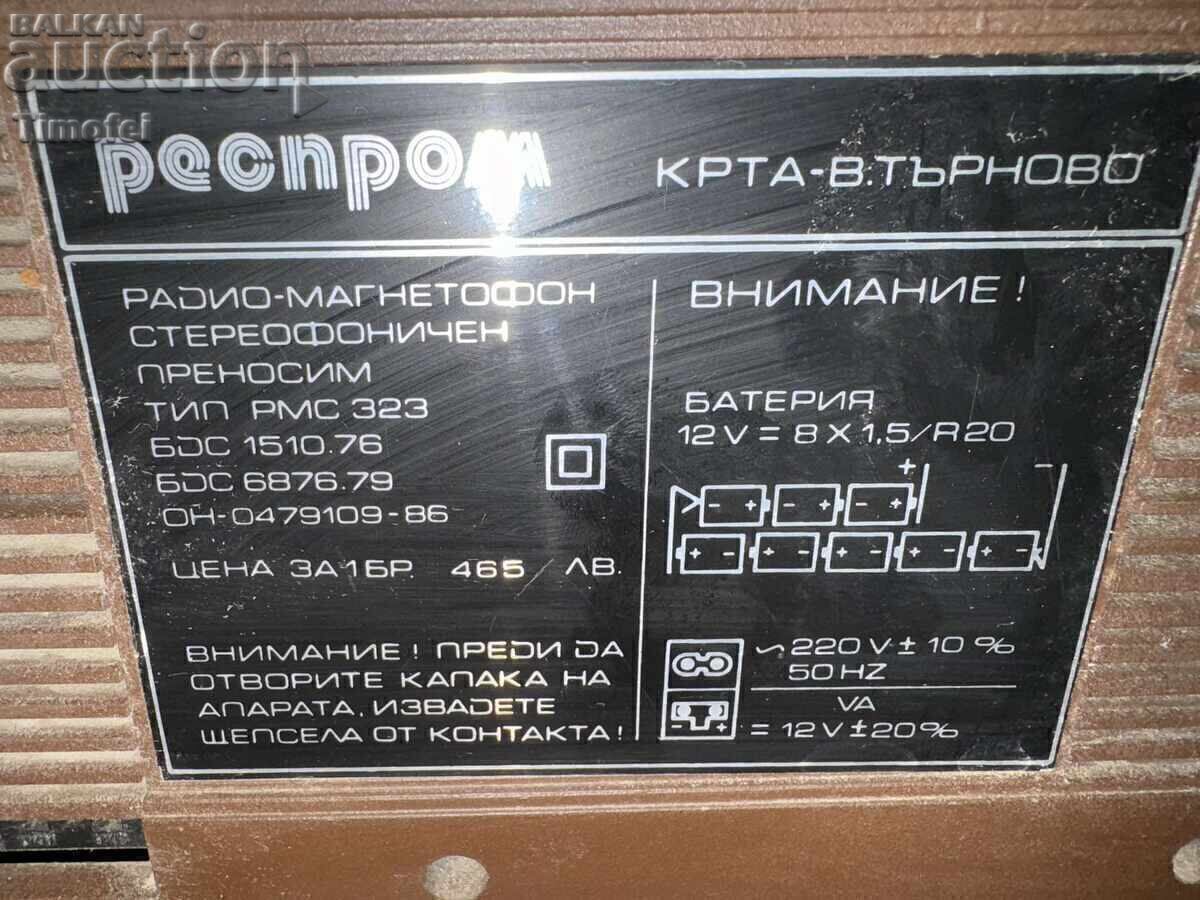 BALKAN
auction
Timofei
Респром
КРТА-В.ТЪРНОВО
РАДИО-МАГНЕТОФОН
СТЕРЕОФОНИЧЕН
ПРЕНОСИМ
ТИП РМС 323
БДС 1510.76
БДС 6876.79
ОН-0479109-86
ЦЕНА ЗА 1 БР. 465 ЛВ.
ВНИМАНИЕ! ПРЕДИ ДА
ОТВОРИТЕ КАПАКА НА
АПАРАТА, ИЗВАДЕТЕ
ЩЕПСЕЛА ОТ КОНТАКТА!
ВНИМАНИЕ!
БАТЕРИЯ
12V = 8 X 1,5/R20
+ -
- + - + - +
+ - + - + - + - + -
~ 220 V ± 10 %
50 HZ
VA
- +
= 12V ± 20%